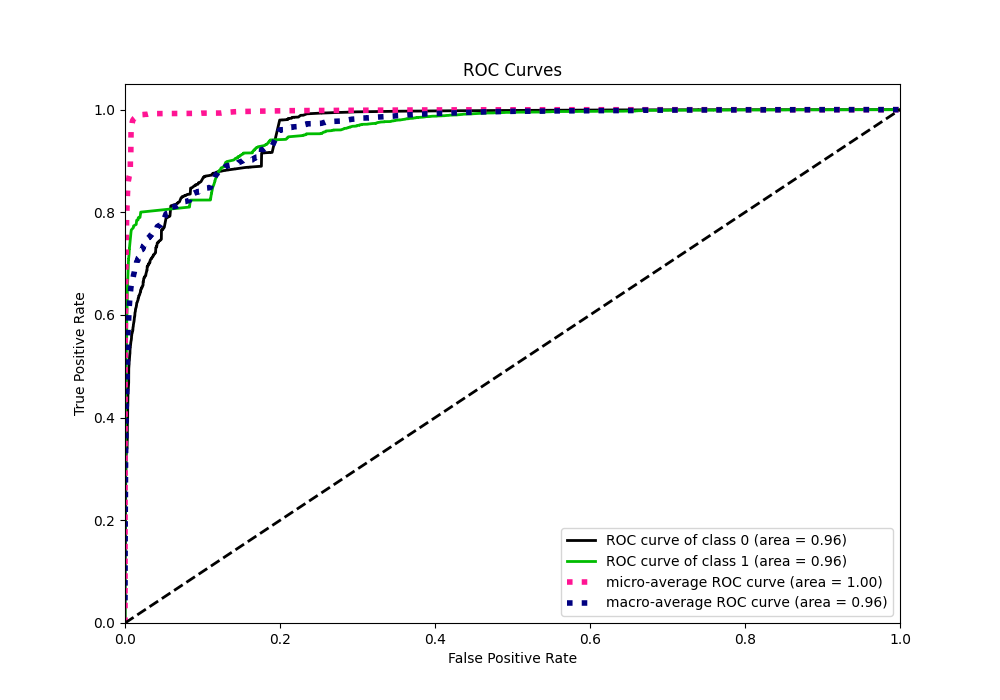 ROC Curves
1.0
0.8
0.6
0.4
0.2
0.0
True Positive Rate
0.0 0.2 0.4 0.6 0.8 1.0
False Positive Rate
ROC curve of class 0 (area = 0.96)
ROC curve of class 1 (area = 0.96)
micro-average ROC curve (area = 1.00)
macro-average ROC curve (area = 0.96)